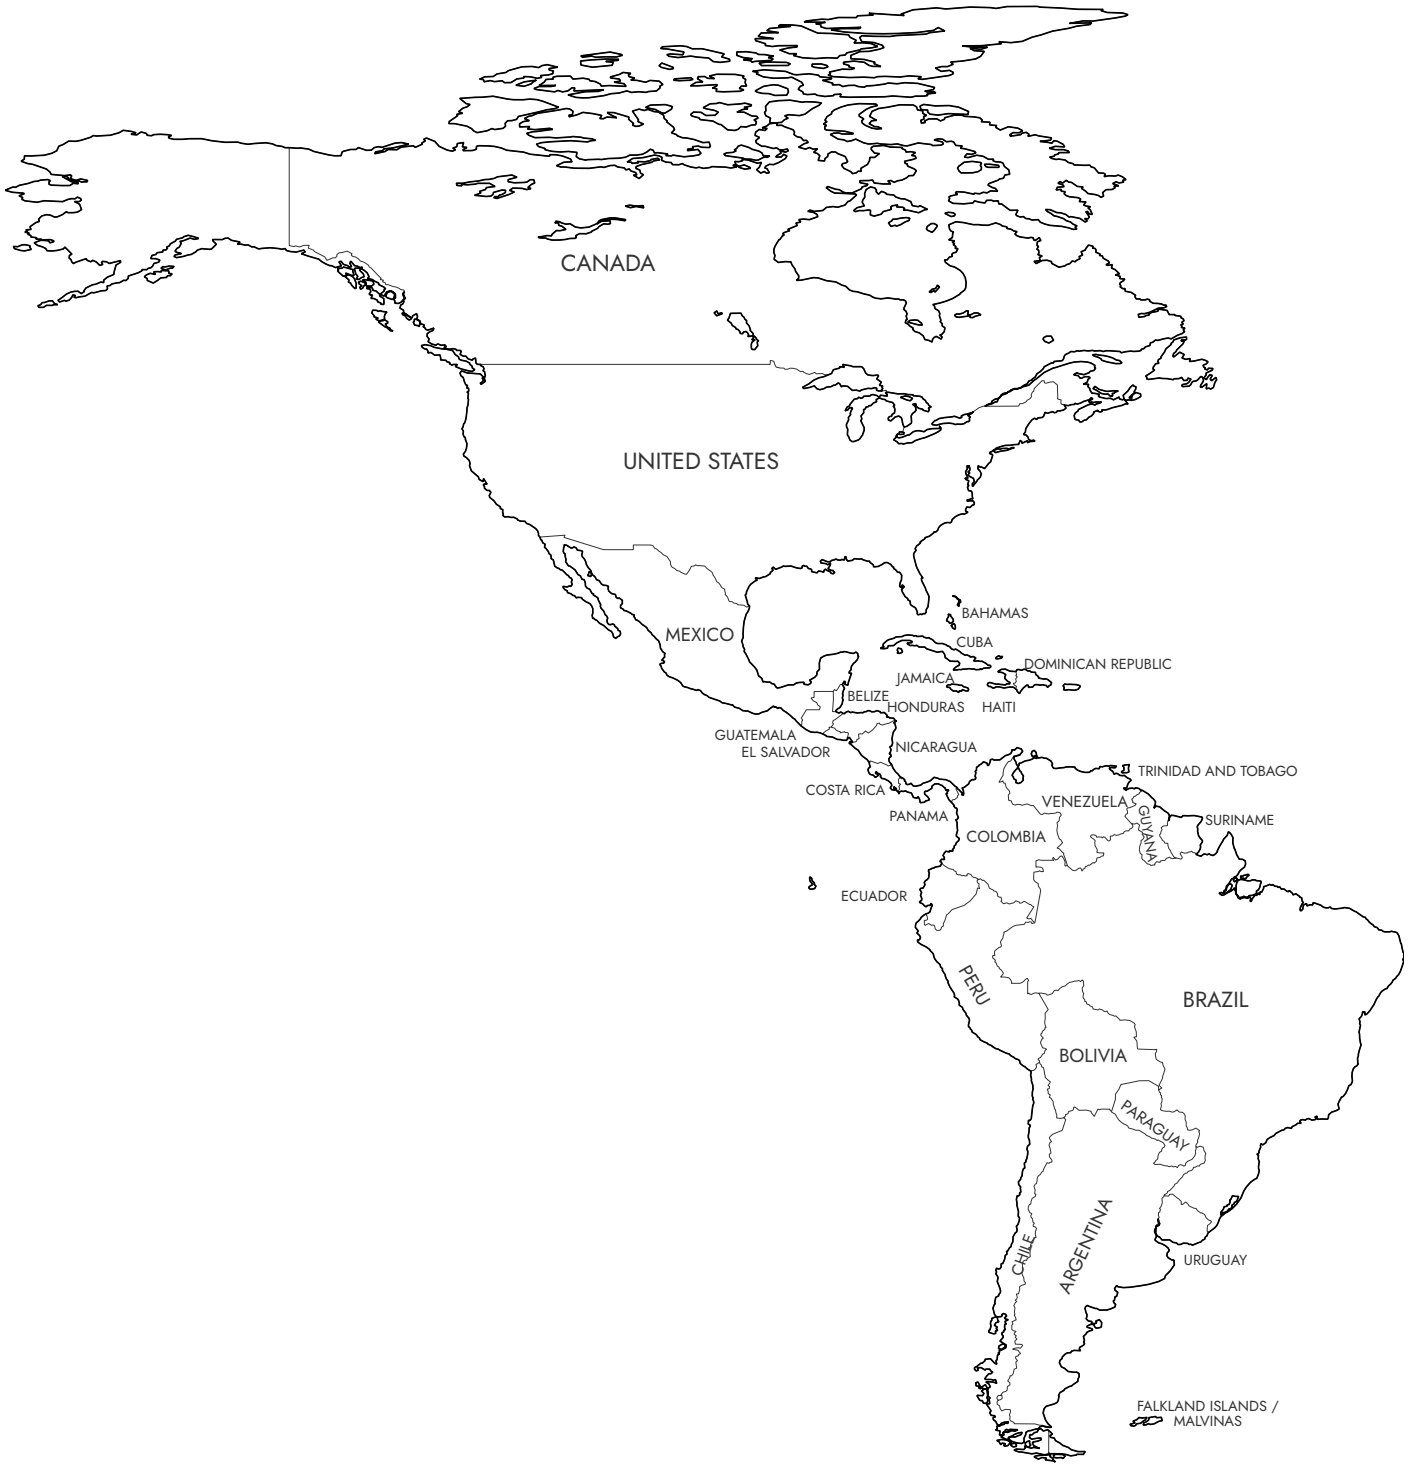 CANADA
UNITED STATES
BAHAMAS
MEXICO
CUBA
DOMINICAN REPUBLIC
JAMAICA
BELIZE
HONDURAS
HAITI
GUATEMALA
EL SALVADOR
NICARAGUA
TRINIDAD AND TOBAGO
COSTA RICA
VENEZUELA
PANAMA
GUYANA
SURINAME
COLOMBIA
ECUADOR
PERU
BRAZIL
BOLIVIA
PARAGUAY
CHILE
ARGENTINA
URUGUAY
FALKLAND ISLANDS /
MALVINAS